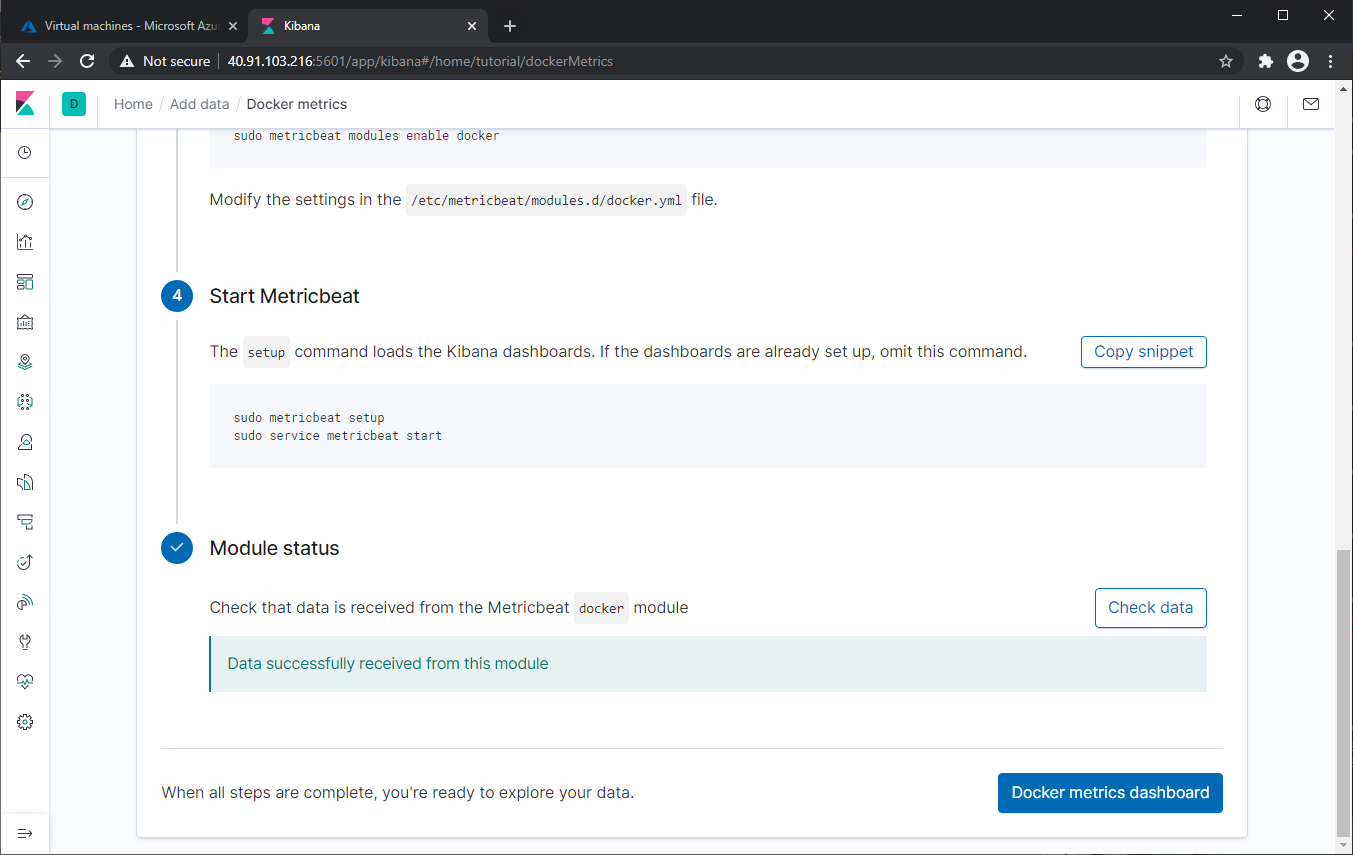 Virtual machines - Microsoft Azu
Kibana
Not secure
40.91.103.216:5601/app/kibana#/home/tutorial/dockerMetrics
D
Home / Add data / Docker metrics
sudo metricbeat modules enable docker
Modify the settings in the /etc/metricbeat/modules.d/docker.yml file.
4
Start Metricbeat
The setup command loads the Kibana dashboards. If the dashboards are already set up, omit this command.
Copy snippet
sudo metricbeat setup
sudo service metricbeat start
Module status
Check that data is received from the Metricbeat docker module
Check data
Data successfully received from this module
When all steps are complete, you're ready to explore your data.
Docker metrics dashboard